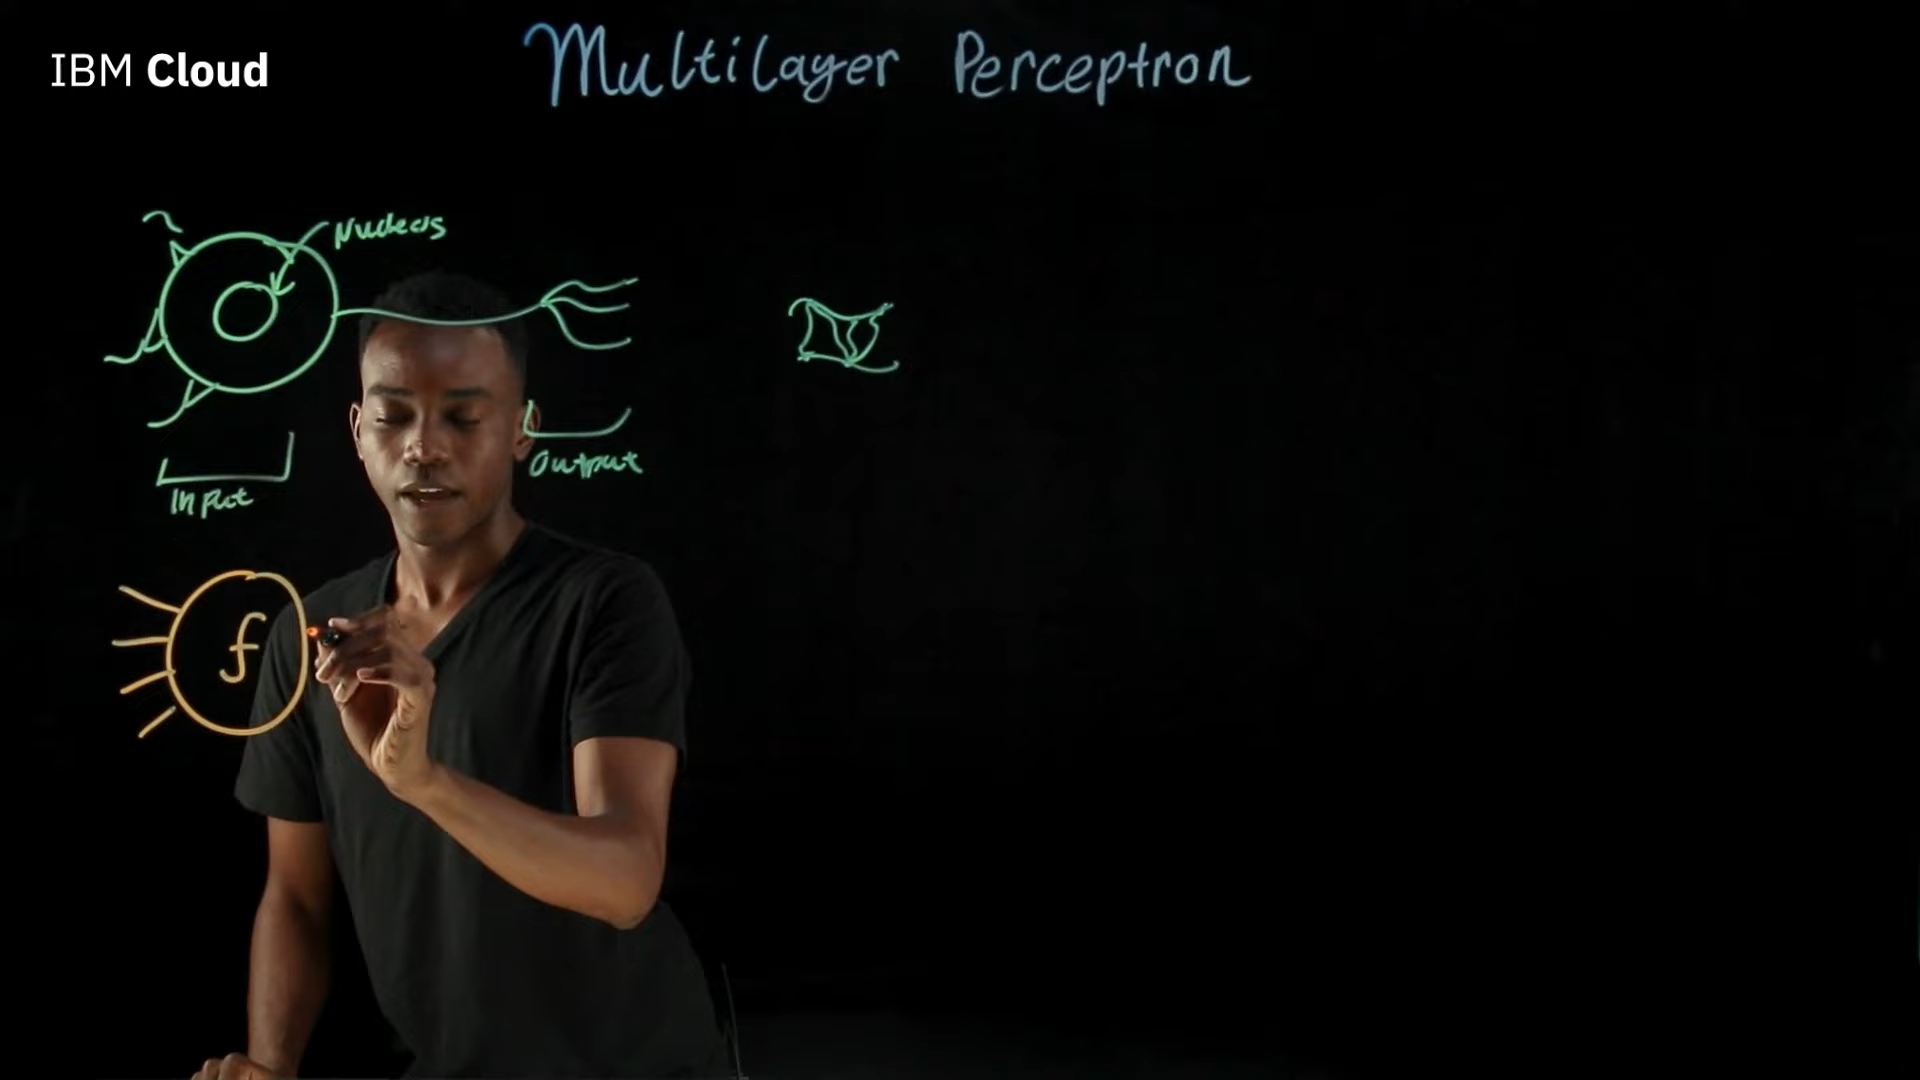 IBM Cloud
Multilayer Perceptron
Nucleus
Output
Input
f